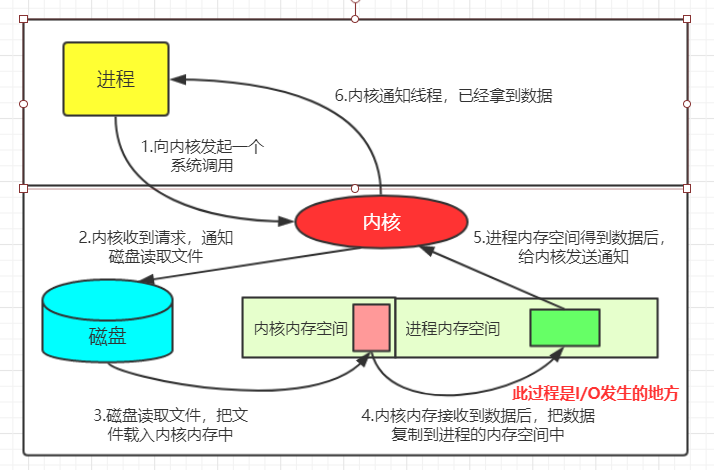 进程
6.内核通知线程，已经拿到数据
1.向内核发起一个
系统调用
内核
2.内核收到请求，通知
磁盘读取文件
5.进程内存空间得到数据后，
给内核发送通知
磁盘
内核内存空间
进程内存空间
此过程是I/O发生的地方
3.磁盘读取文件，把文
件载入内核内存中
4.内核内存接收到数据后，把数据
复制到进程的内存空间中